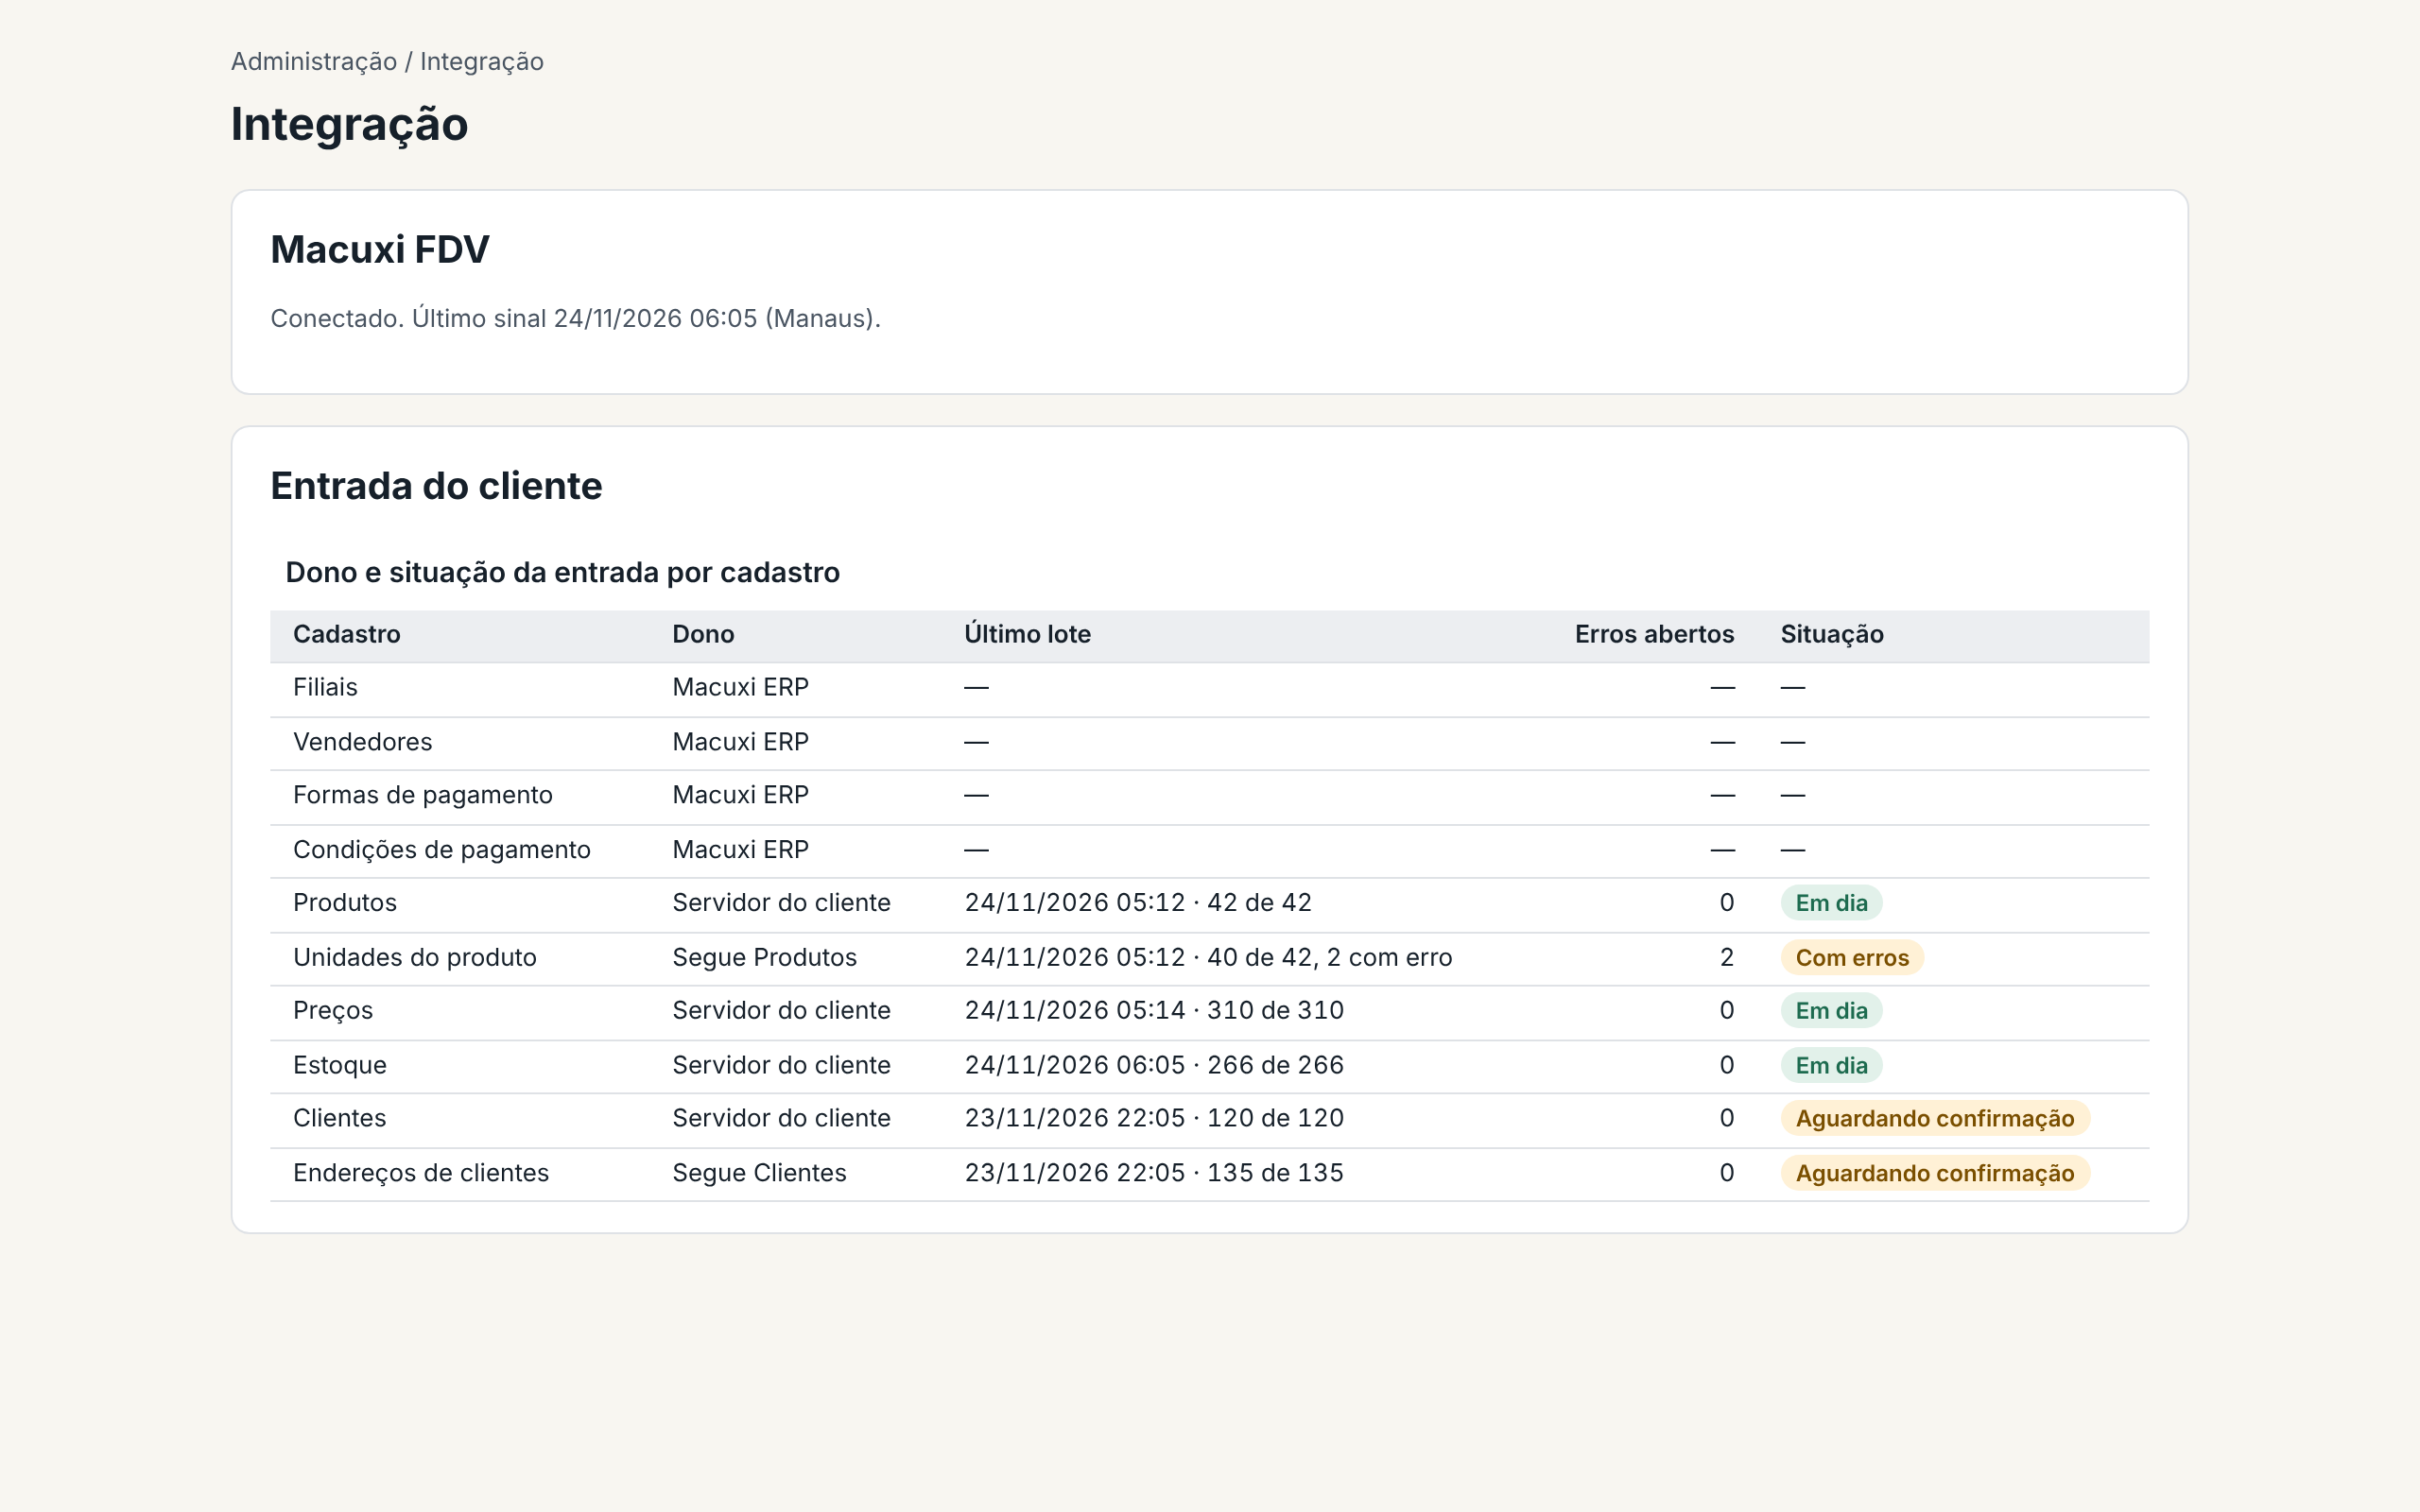 Administração / Integração
Integração
Macuxi FDV
Conectado. Último sinal 24/11/2026 06:05 (Manaus).
Entrada do cliente
Dono e situação da entrada por cadastro
Cadastro Dono Último lote Erros abertos Situação
Filiais Macuxi ERP — — —
Vendedores Macuxi ERP — — —
Formas de pagamento Macuxi ERP — — —
Condições de pagamento Macuxi ERP — — —
Produtos Servidor do cliente 24/11/2026 05:12 · 42 de 42 0 Em dia
Unidades do produto Segue Produtos 24/11/2026 05:12 · 40 de 42, 2 com erro 2 Com erros
Preços Servidor do cliente 24/11/2026 05:14 · 310 de 310 0 Em dia
Estoque Servidor do cliente 24/11/2026 06:05 · 266 de 266 0 Em dia
Clientes Servidor do cliente 23/11/2026 22:05 · 120 de 120 0 Aguardando confirmação
Endereços de clientes Segue Clientes 23/11/2026 22:05 · 135 de 135 0 Aguardando confirmação